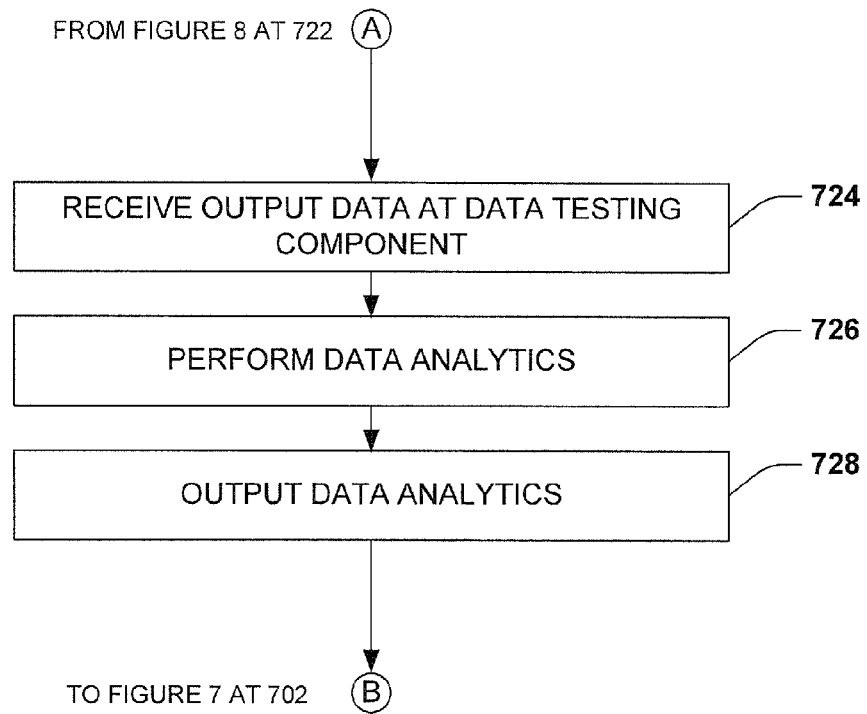 FROM FIGURE 8 AT 722 A
RECEIVE OUTPUT DATA AT DATA TESTING
COMPONENT
724
PERFORM DATA ANALYTICS
726
OUTPUT DATA ANALYTICS
728
TO FIGURE 7 AT 702 B